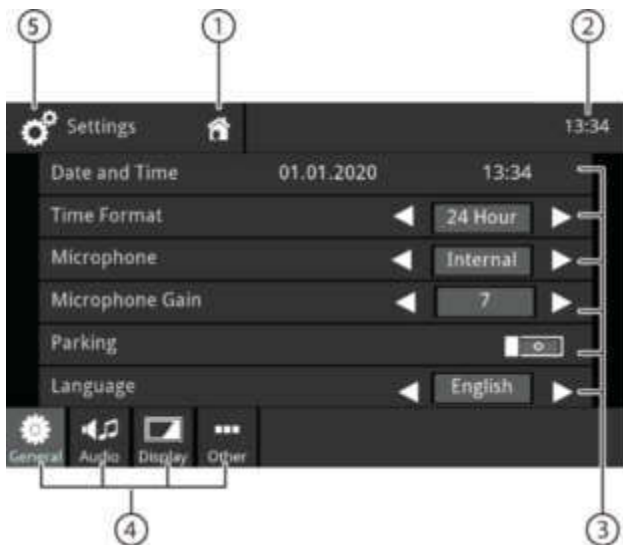 5 1 2
Settings 13:34
Date and Time 01.01.2020 13:34
Time Format 24 Hour
Microphone Internal
Microphone Gain 7
Parking
Language English
General Audio Display Other
4 3